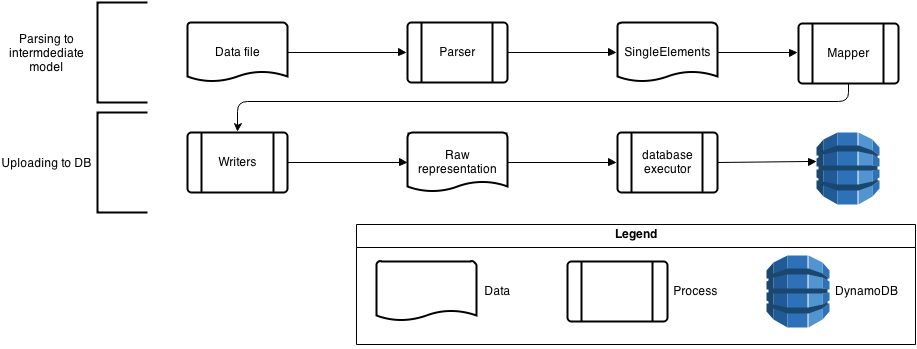 Parsing to
intermdediate
model
Data file
Parser
SingleElements
Mapper
Uploading to DB
Writers
Raw
representation
database
executor
Legend
Data
Process
DynamoDB